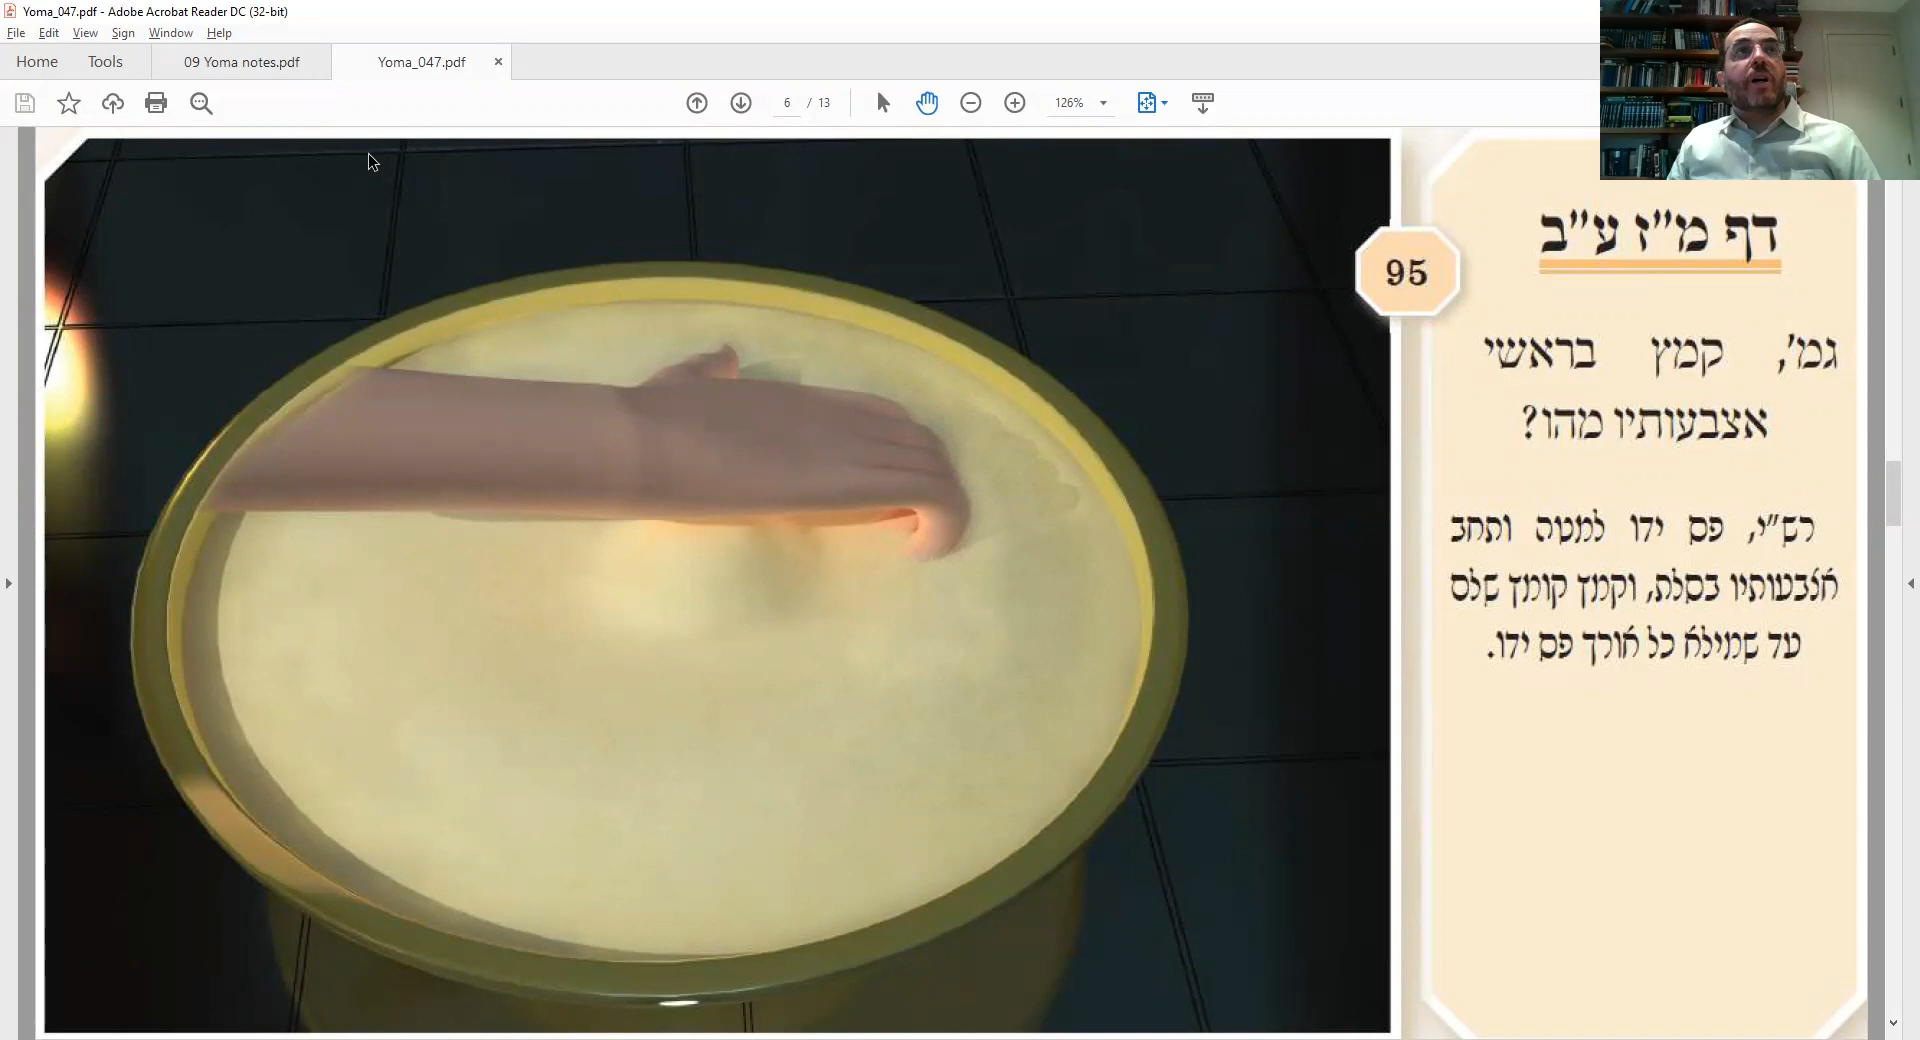 Yoma_047.pdf - Adobe Acrobat Reader DC (32-bit)
File Edit View Sign Window Help
Home Tools 09 Yoma notes.pdf Yoma_047.pdf ×
6 / 13 126%
דף מ"ז ע"ב
95
גמ', קמץ בראשי
אצבעותיו מהו?
רש"י, פס ידו למטה ותחב
אצבעותיו בסלת, וקמץ קומץ שלם
עד שמילא כל אורך פס ידו.